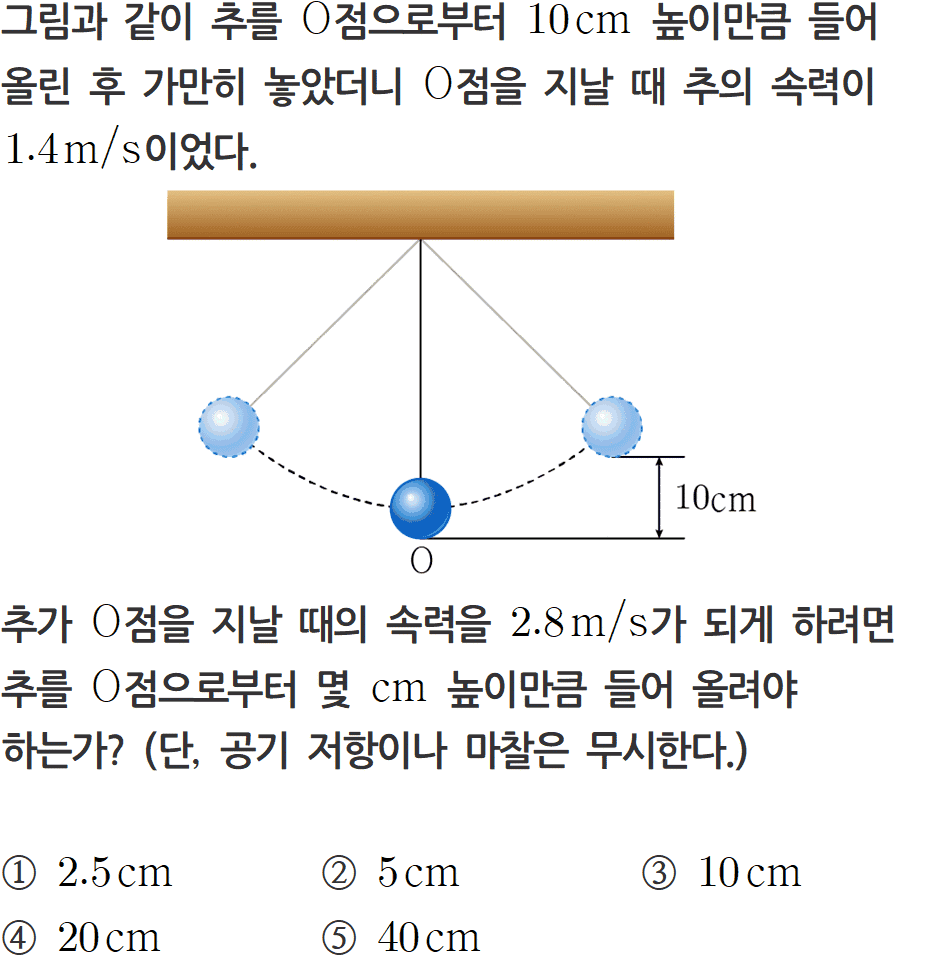 그림과 같이 추를 O점으로부터 10cm 높이만큼 들어
올린 후 가만히 놓았더니 O점을 지날 때 추의 속력이
1.4m/s이었다.
10cm
O
추가 O점을 지날 때의 속력을 2.8m/s가 되게 하려면
추를 O점으로부터 몇 cm 높이만큼 들어 올려야
하는가? (단, 공기 저항이나 마찰은 무시한다.)
① 2.5cm ② 5cm ③ 10cm
④ 20cm ⑤ 40cm